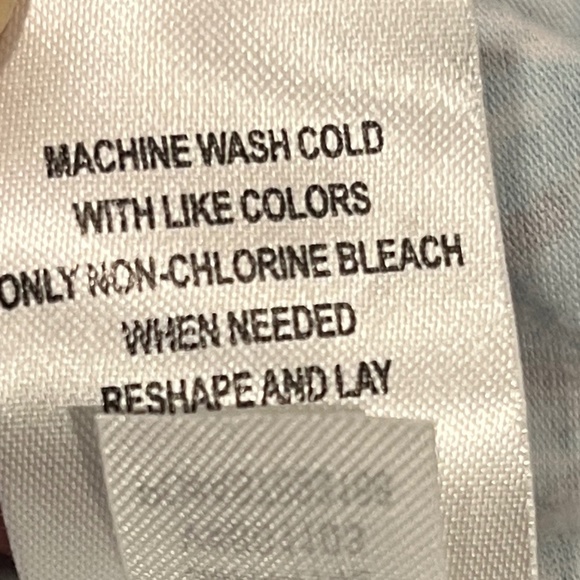 MACHINE WASH COLD
WITH LIKE COLORS
ONLY NON-CHLORINE BLEACH
WHEN NEEDED
RESHAPE AND LAY